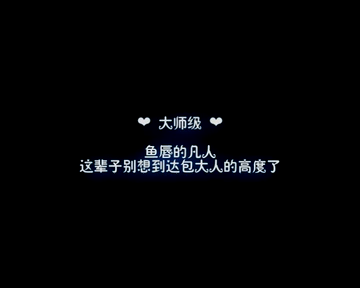 ❤ 大师级 ❤
鱼唇的凡人
这辈子别想到达包大人的高度了